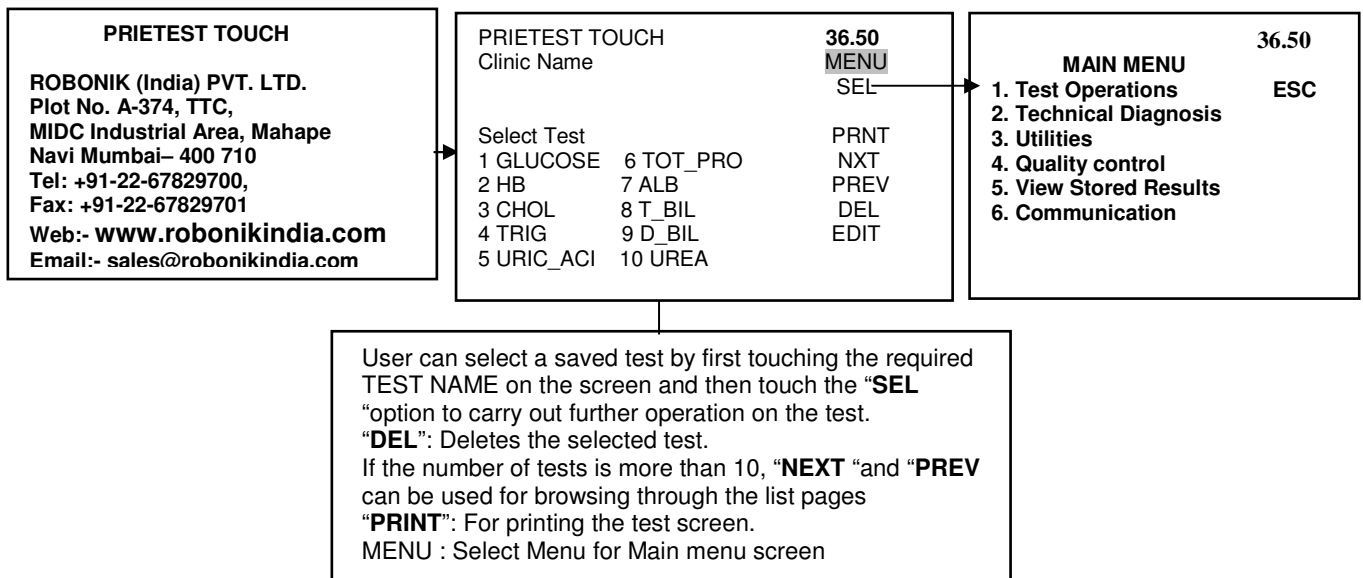 PRIETEST TOUCH
ROBONIK (India) PVT. LTD.
Plot No. A-374, TTC,
MIDC Industrial Area, Mahape
Navi Mumbai– 400 710
Tel: +91-22-67829700,
Fax: +91-22-67829701
Web:- www.robonikindia.com
Email:- sales@robonikindia.com
PRIETEST TOUCH 36.50
Clinic Name MENU
SEL
Select Test PRNT
1 GLUCOSE 6 TOT_PRO NXT
2 HB 7 ALB PREV
3 CHOL 8 T_BIL DEL
4 TRIG 9 D_BIL EDIT
5 URIC_ACI 10 UREA
36.50
MAIN MENU
1. Test Operations ESC
2. Technical Diagnosis
3. Utilities
4. Quality control
5. View Stored Results
6. Communication
User can select a saved test by first touching the required
TEST NAME on the screen and then touch the “SEL
“option to carry out further operation on the test.
“DEL”: Deletes the selected test.
If the number of tests is more than 10, “NEXT “and “PREV
can be used for browsing through the list pages
“PRINT”: For printing the test screen.
MENU : Select Menu for Main menu screen